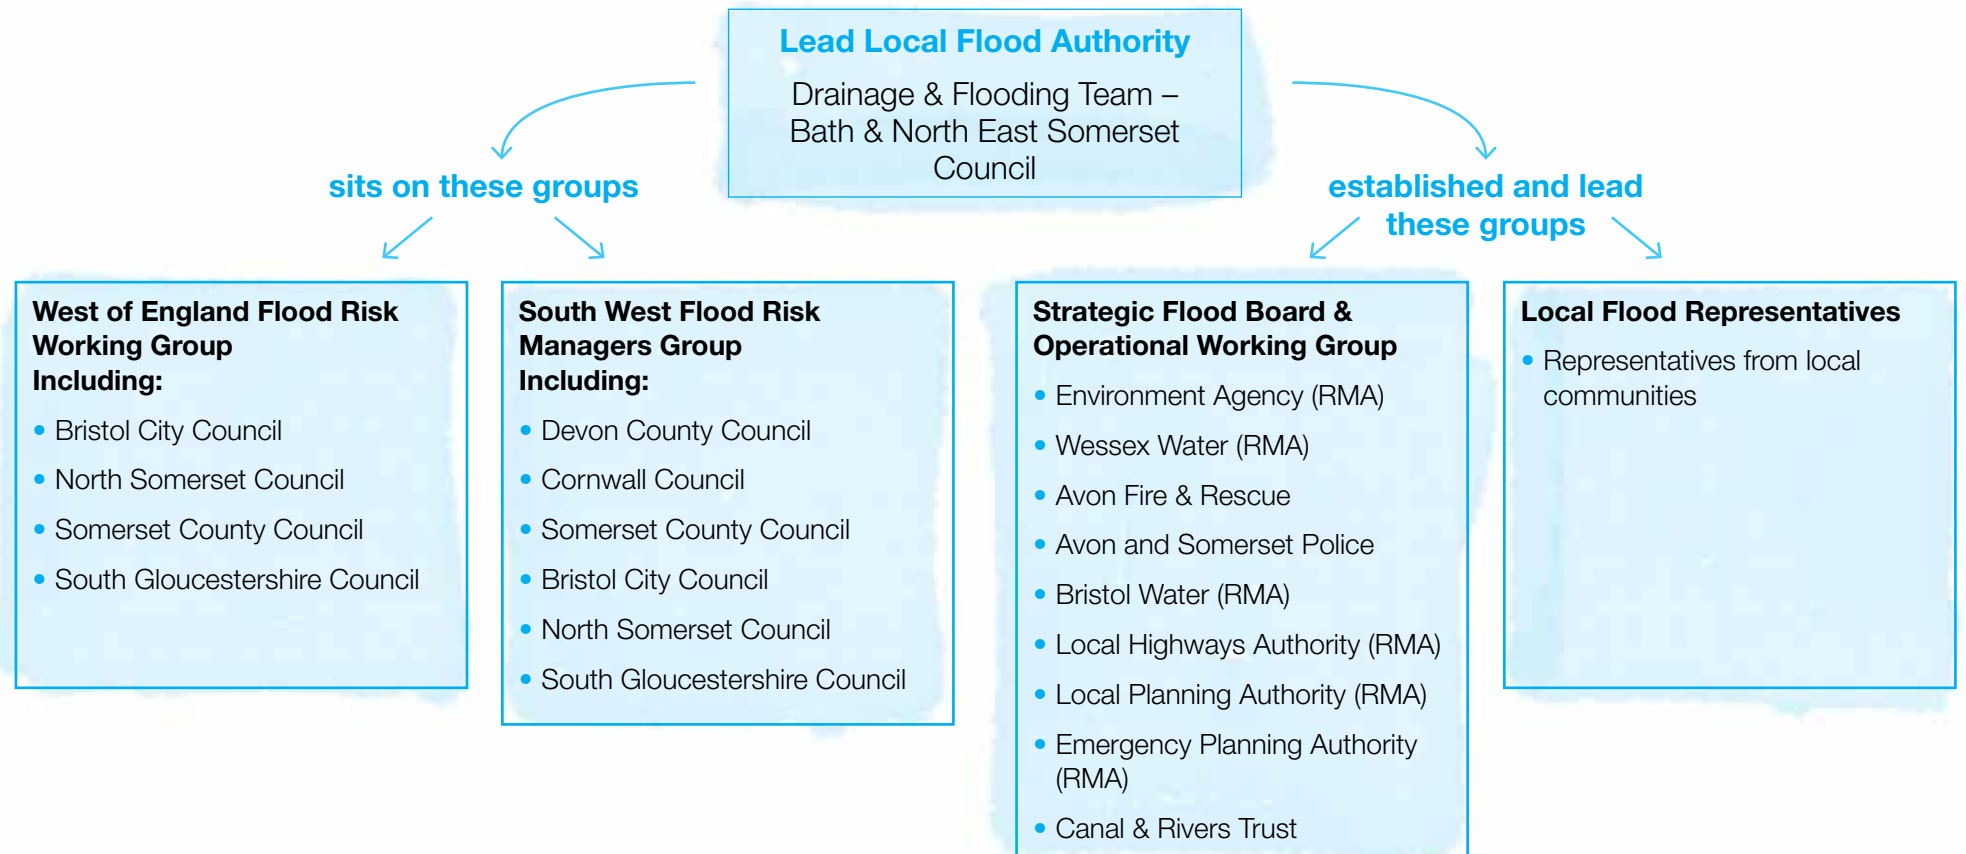 Lead Local Flood Authority
Drainage & Flooding Team –
Bath & North East Somerset
Council
sits on these groups
established and lead
these groups
West of England Flood Risk
Working Group
Including:
• Bristol City Council
• North Somerset Council
• Somerset County Council
• South Gloucestershire Council
South West Flood Risk
Managers Group
Including:
• Devon County Council
• Cornwall Council
• Somerset County Council
• Bristol City Council
• North Somerset Council
• South Gloucestershire Council
Strategic Flood Board &
Operational Working Group
• Environment Agency (RMA)
• Wessex Water (RMA)
• Avon Fire & Rescue
• Avon and Somerset Police
• Bristol Water (RMA)
• Local Highways Authority (RMA)
• Local Planning Authority (RMA)
• Emergency Planning Authority
(RMA)
• Canal & Rivers Trust
Local Flood Representatives
• Representatives from local
communities